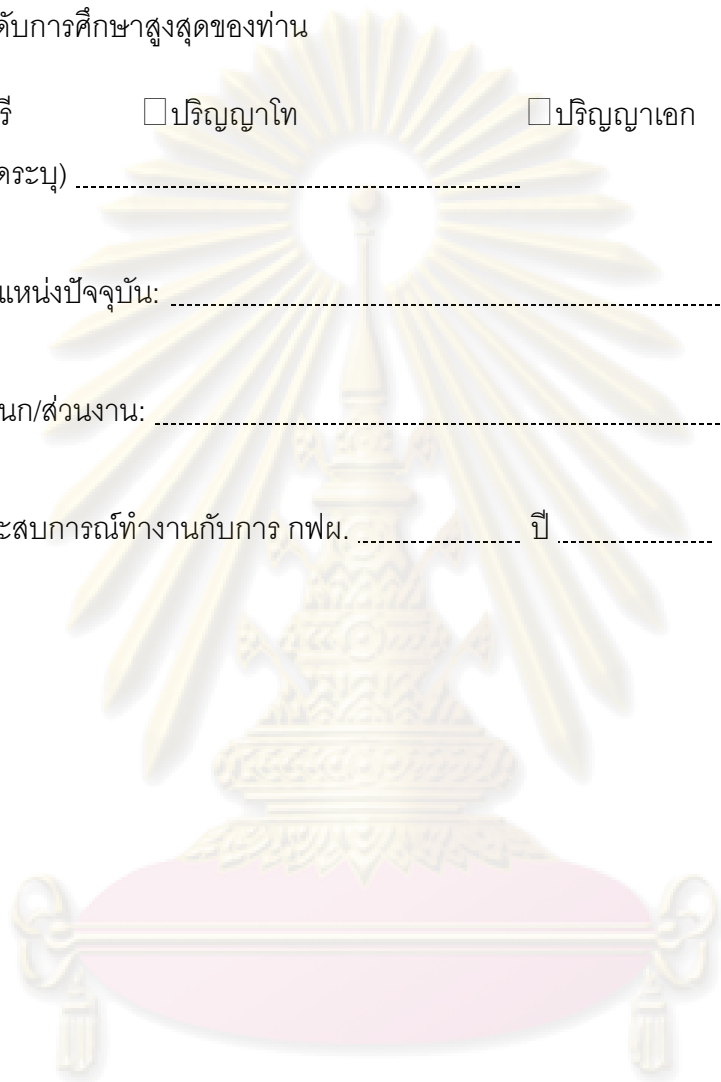 ดับการศึกษาสูงสุดของท่าน
รี □ปริญญาโท □ปริญญาเอก
ดระบุ)
แหน่งปัจจุบัน:
นก/ส่วนงาน:
ะสบการณ์ทำงานกับการ กฟผ. ปี